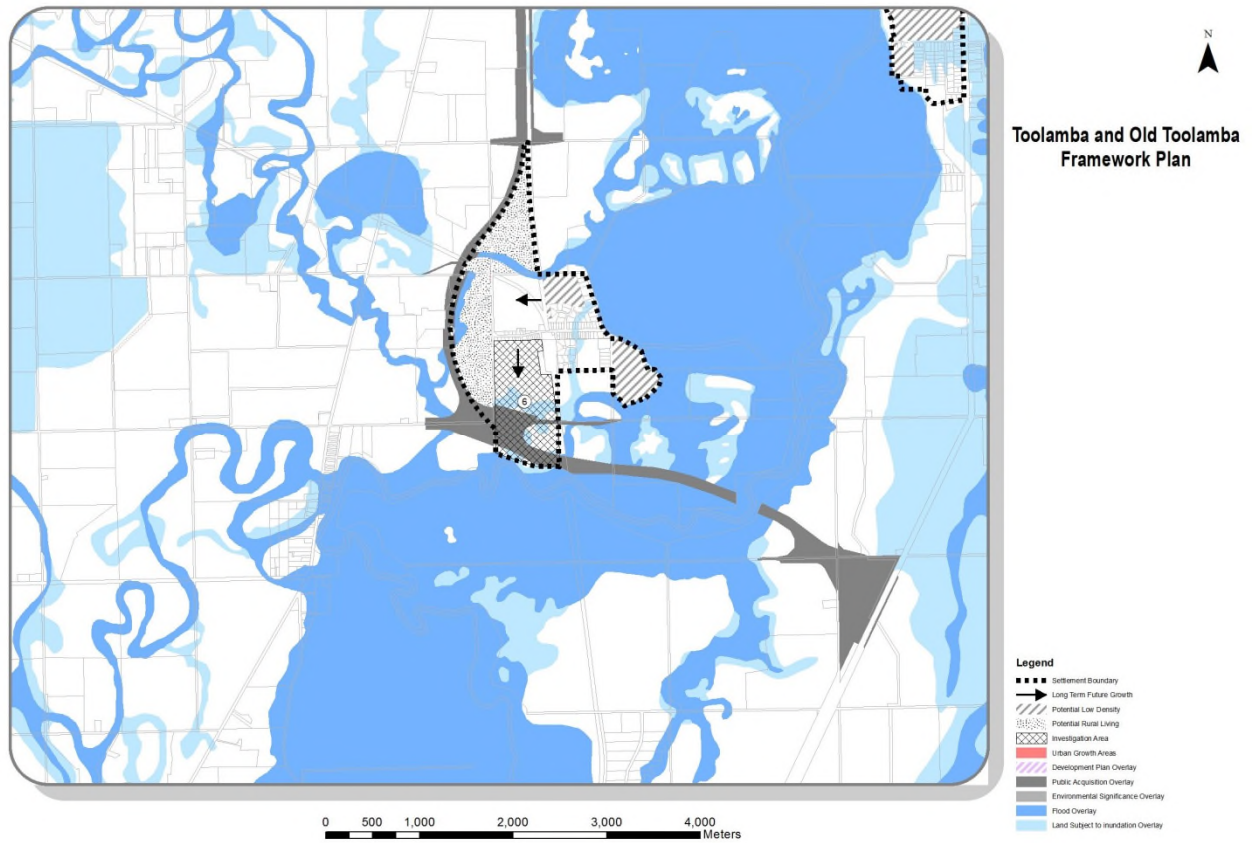 N
Toolamba and Old Toolamba
Framework Plan
6
Legend
Settlement Boundary
Long Term Future Growth
Potential Low Density
Potential Rural Living
Investigation Area
Urban Growth Areas
Development Plan Overlay
Public Acquisition Overlay
Environmental Significance Overlay
Flood Overlay
Land Subject to Inundation Overlay
0 500 1,000 2,000 3,000 4,000
Meters